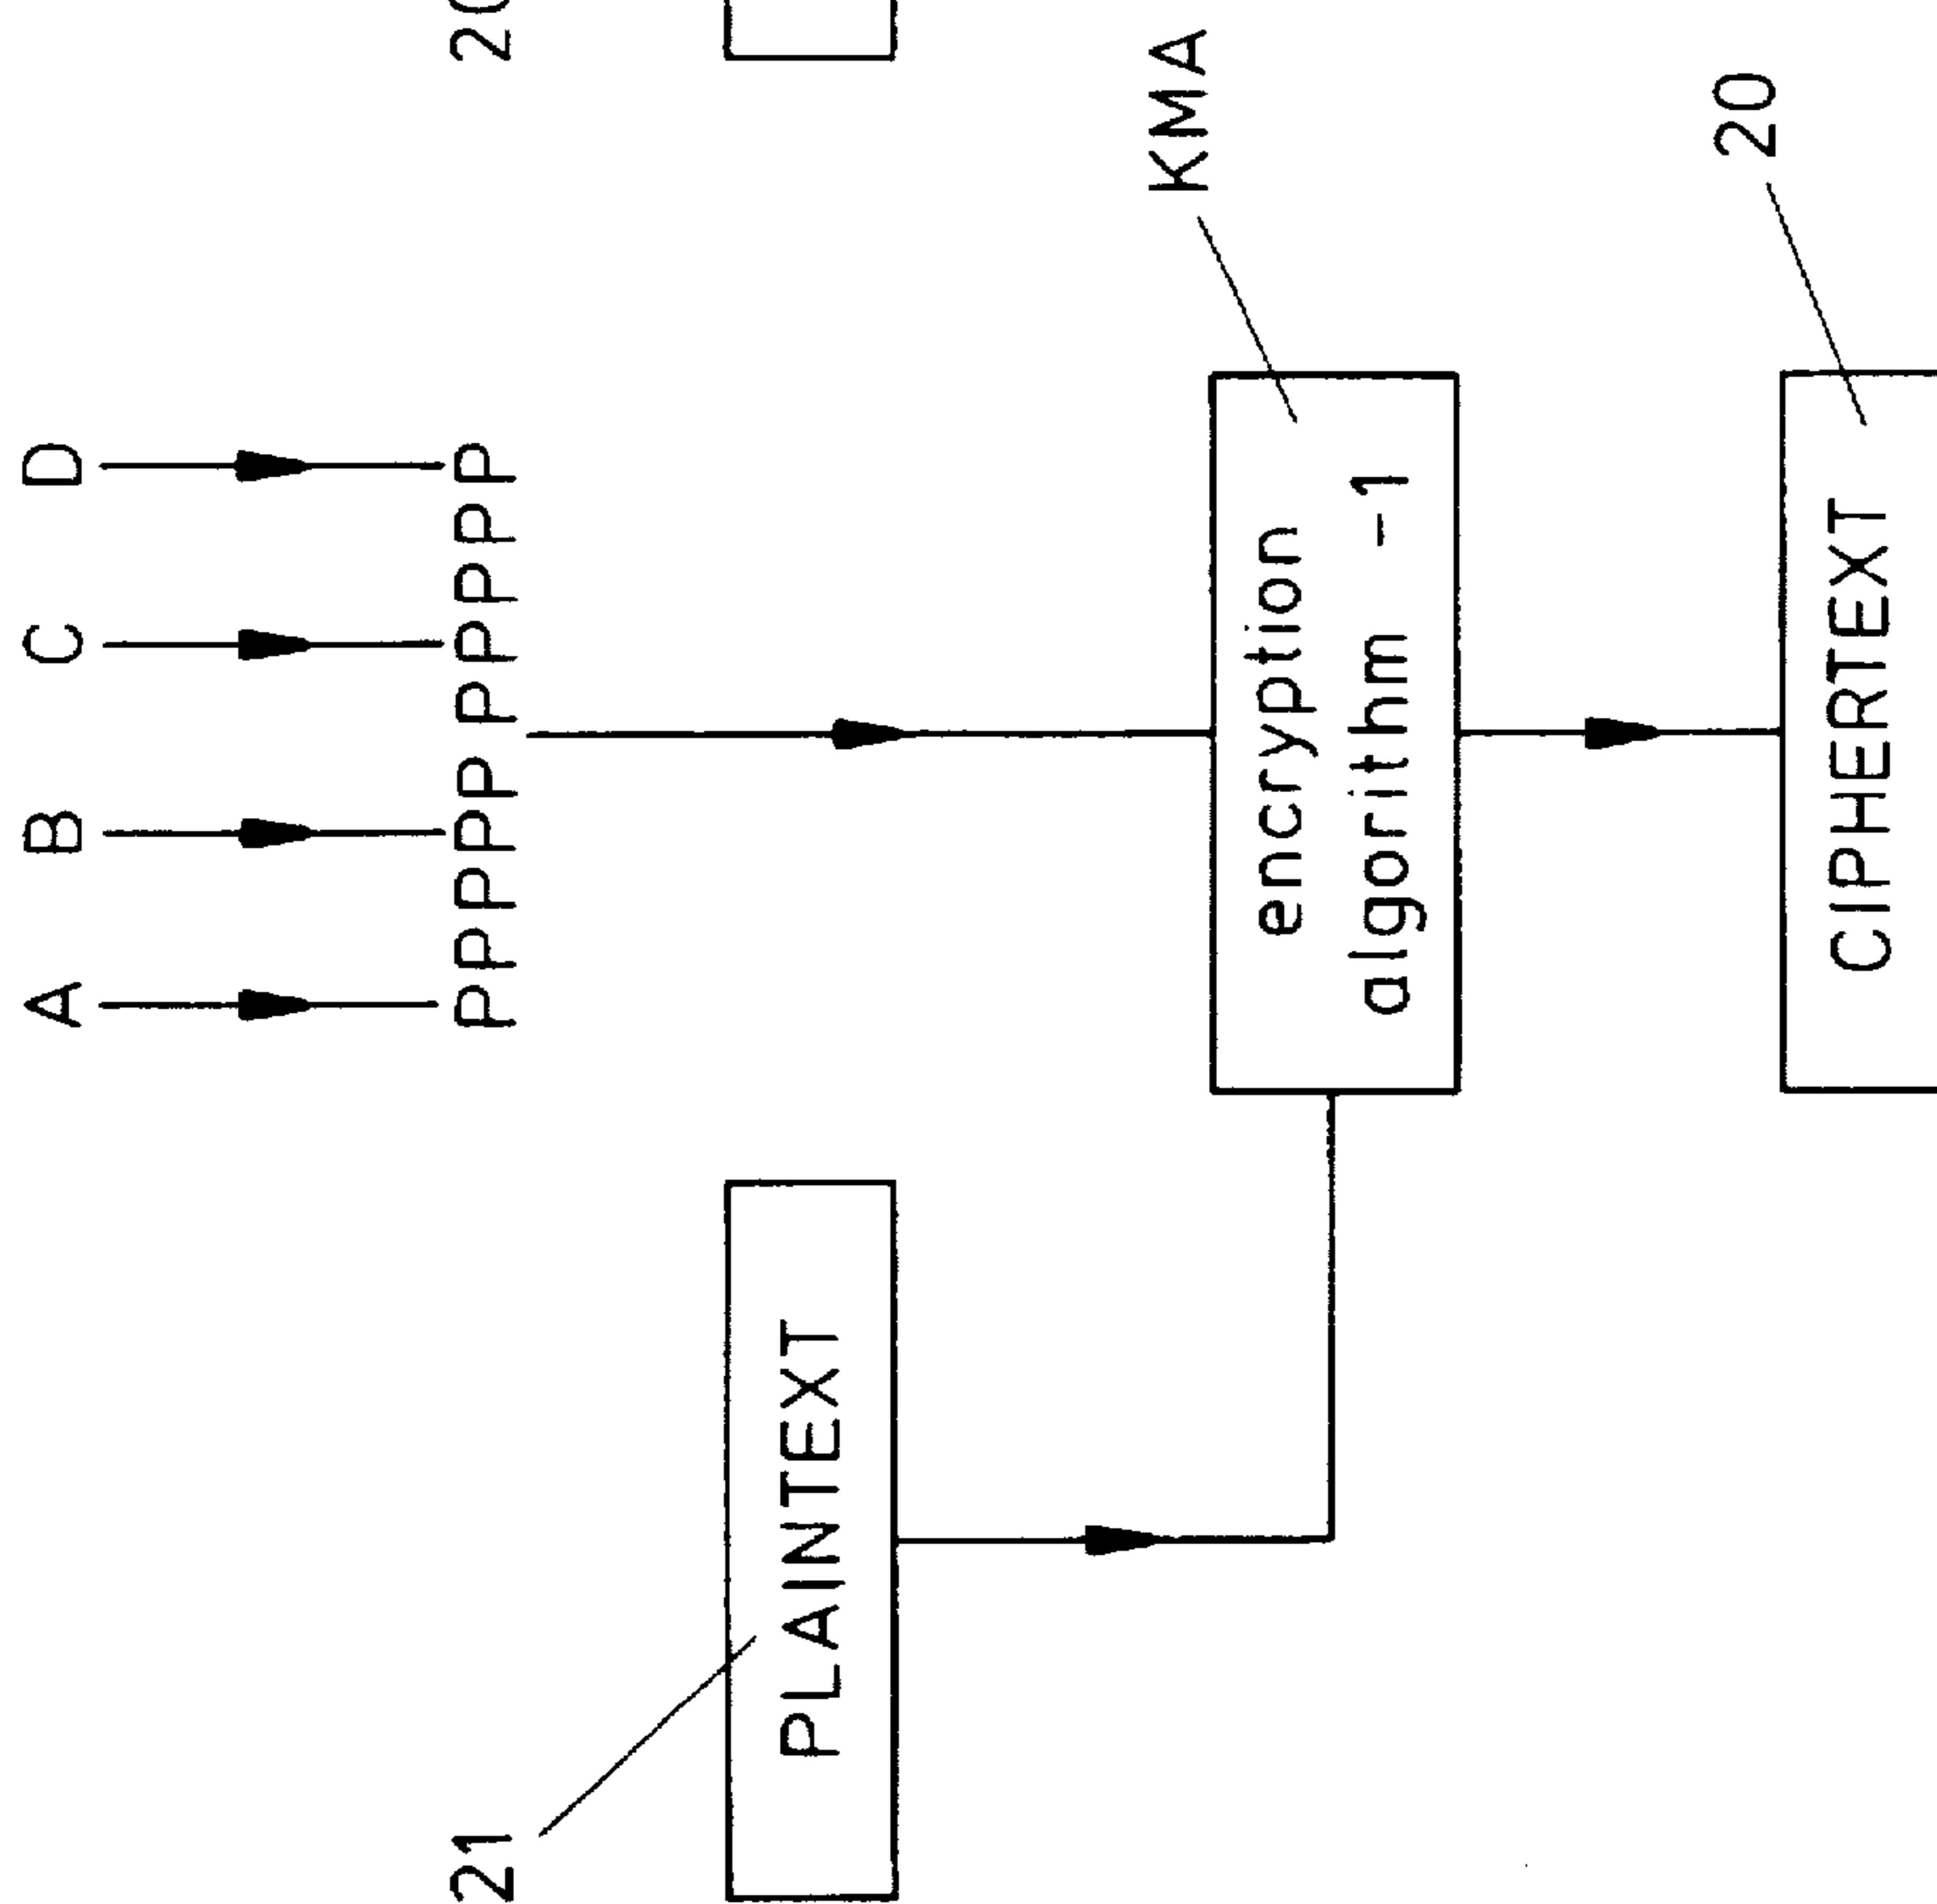 A B C D
21
PPPPP PPPPP
PLAINTEXT
KMA
encryption
algorithm -1
20
CIPHERTEXT